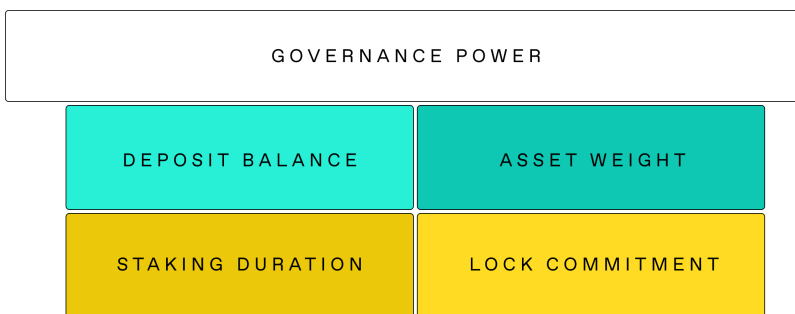 GOVERNANCE POWER
DEPOSIT BALANCE
ASSET WEIGHT
STAKING DURATION
LOCK COMMITMENT